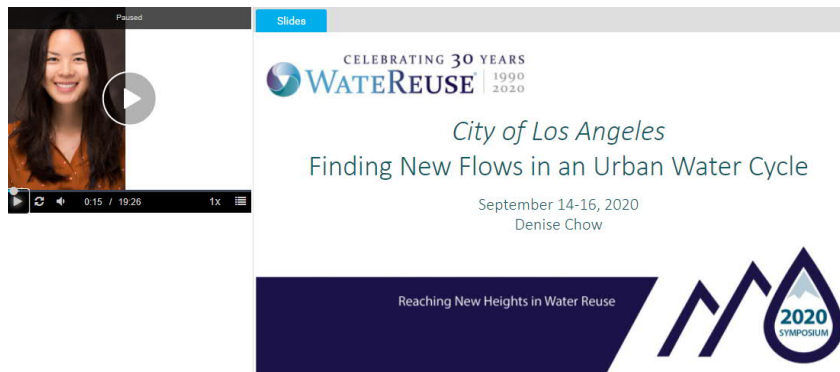 Paused
0:15 / 19:26
1x
Slides
CELEBRATING 30 YEARS
WATEREUSE® 1990
2020
City of Los Angeles
Finding New Flows in an Urban Water Cycle
September 14-16, 2020
Denise Chow
Reaching New Heights in Water Reuse
2020
SYMPOSIUM